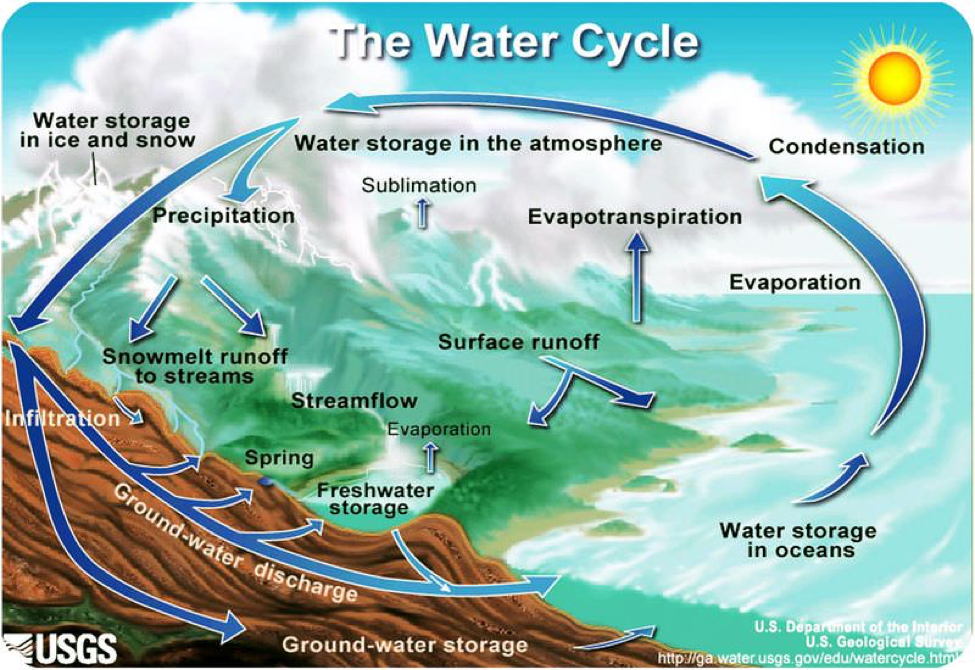 The Water Cycle
Water storage
in ice and snow
Water storage in the atmosphere
Condensation
Sublimation
Precipitation
Evapotranspiration
Evaporation
Surface runoff
Snowmelt runoff
to streams
Streamflow
Infiltration
Evaporation
Spring
Freshwater
storage
Ground-water discharge
Water storage
in oceans
Ground-water storage
USGS
U.S. Department of the Interior
U.S. Geological Survey
http://ga.water.usgs.gov/edu/watercycle.html